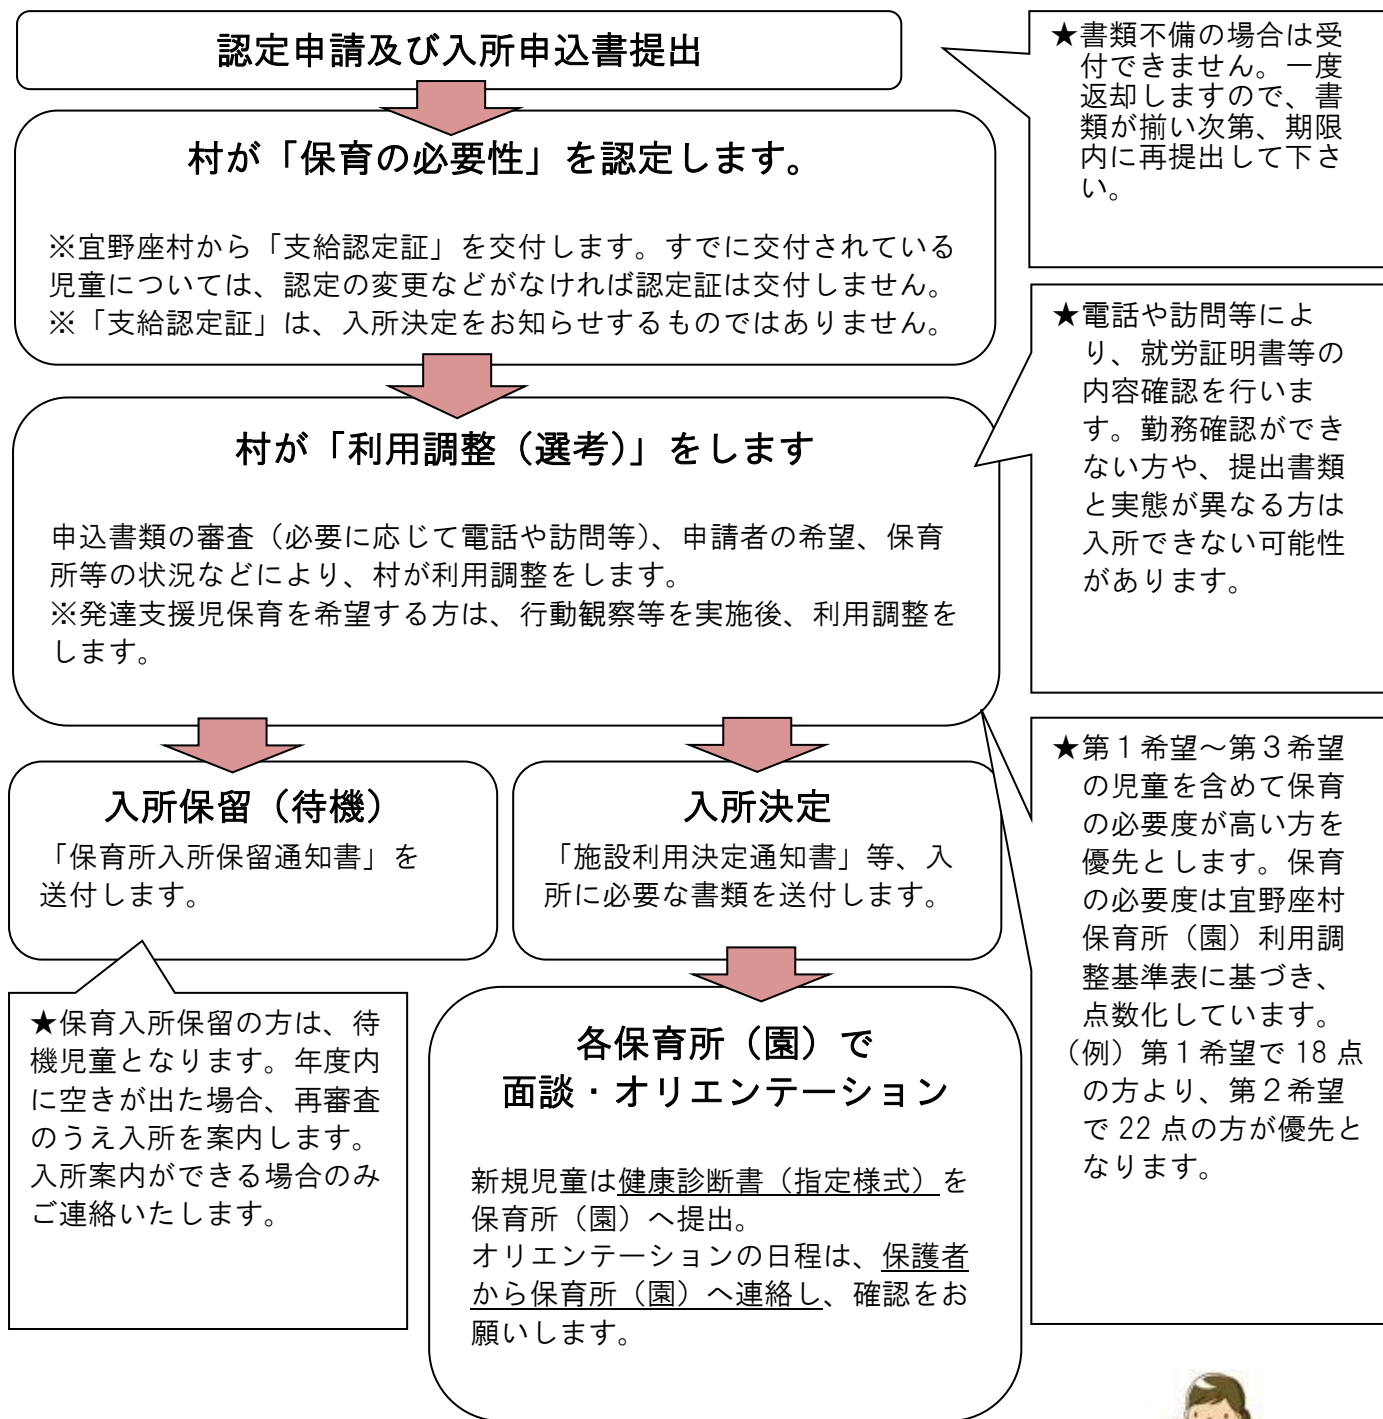 認定申請及び入所申込書提出
★書類不備の場合は受
付できません。一度
返却しますので、書
類が揃い次第、期限
内に再提出して下さ
い。
村が「保育の必要性」を認定します。
※宜野座村から「支給認定証」を交付します。すでに交付されている
児童については、認定の変更などがなければ認定証は交付しません。
※「支給認定証」は、入所決定をお知らせするものではありません。
★電話や訪問等によ
り、就労証明書等の
内容確認を行いま
す。勤務確認ができ
ない方や、提出書類
と実態が異なる方は
入所できない可能性
があります。
村が「利用調整（選考）」をします
申込書類の審査（必要に応じて電話や訪問等）、申請者の希望、保育
所等の状況などにより、村が利用調整をします。
※発達支援児保育を希望する方は、行動観察等を実施後、利用調整を
します。
★第１希望～第３希望
の児童を含めて保育
の必要度が高い方を
優先とします。保育
の必要度は宜野座村
保育所（園）利用調
整基準表に基づき、
点数化しています。
（例）第１希望で 18 点
の方より、第２希望
で 22 点の方が優先と
なります。
入所保留（待機）
「保育所入所保留通知書」を
送付します。
入所決定
「施設利用決定通知書」等、入
所に必要な書類を送付します。
★保育入所保留の方は、待
機児童となります。年度内
に空きが出た場合、再審査
のうえ入所を案内します。
入所案内ができる場合のみ
ご連絡いたします。
各保育所（園）で
面談・オリエンテーション
新規児童は健康診断書（指定様式）を
保育所（園）へ提出。
オリエンテーションの日程は、保護者
から保育所（園）へ連絡し、確認をお
願いします。